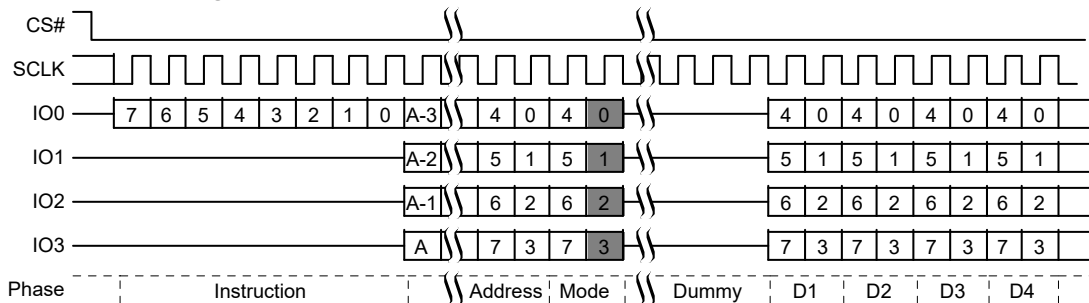 CS#
SCLK
IO0 7 6 5 4 3 2 1 0 A-3 4 0 4 0 4 0 4 0 4 0 4 0
IO1 A-2 5 1 5 1 5 1 5 1 5 1 5 1
IO2 A-1 6 2 6 2 6 2 6 2 6 2 6 2
IO3 A 7 3 7 3 7 3 7 3 7 3 7 3
Phase Instruction Address Mode Dummy D1 D2 D3 D4